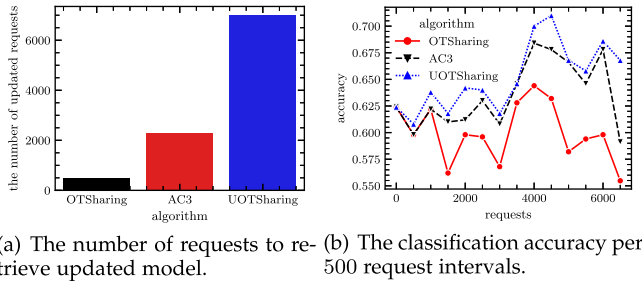 the number of updated requests
6000
4000
2000
0
OTSharing
AC3
UOTSharing
algorithm
(a) The number of requests to re-
trieve updated model.
accuracy
0.700
0.675
0.650
0.625
0.600
0.575
0.550
algorithm
OTSharing
AC3
UOTSharing
0
2000
4000
6000
requests
(b) The classification accuracy per
500 request intervals.